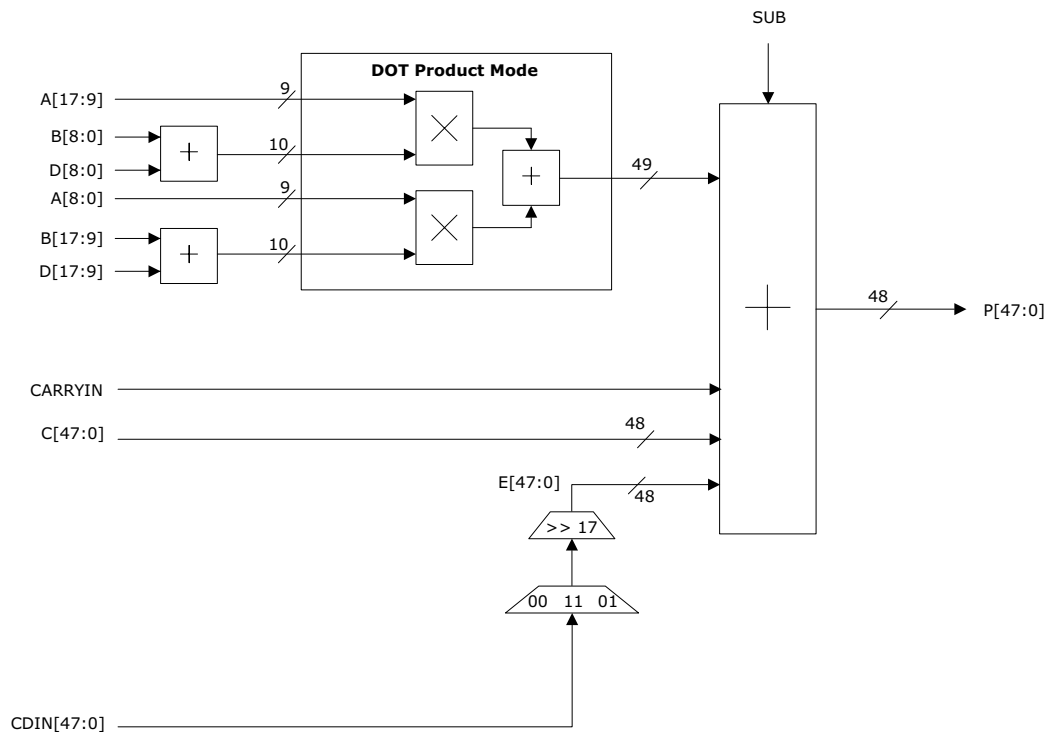 SUB
DOT Product Mode
A[17:9]
9
B[8:0]
+
10
D[8:0]
A[8:0]
9
+
49
B[17:9]
+
10
D[17:9]
48
P[47:0]
CARRYIN
C[47:0]
48
E[47:0]
48
>> 17
00 11 01
CDIN[47:0]